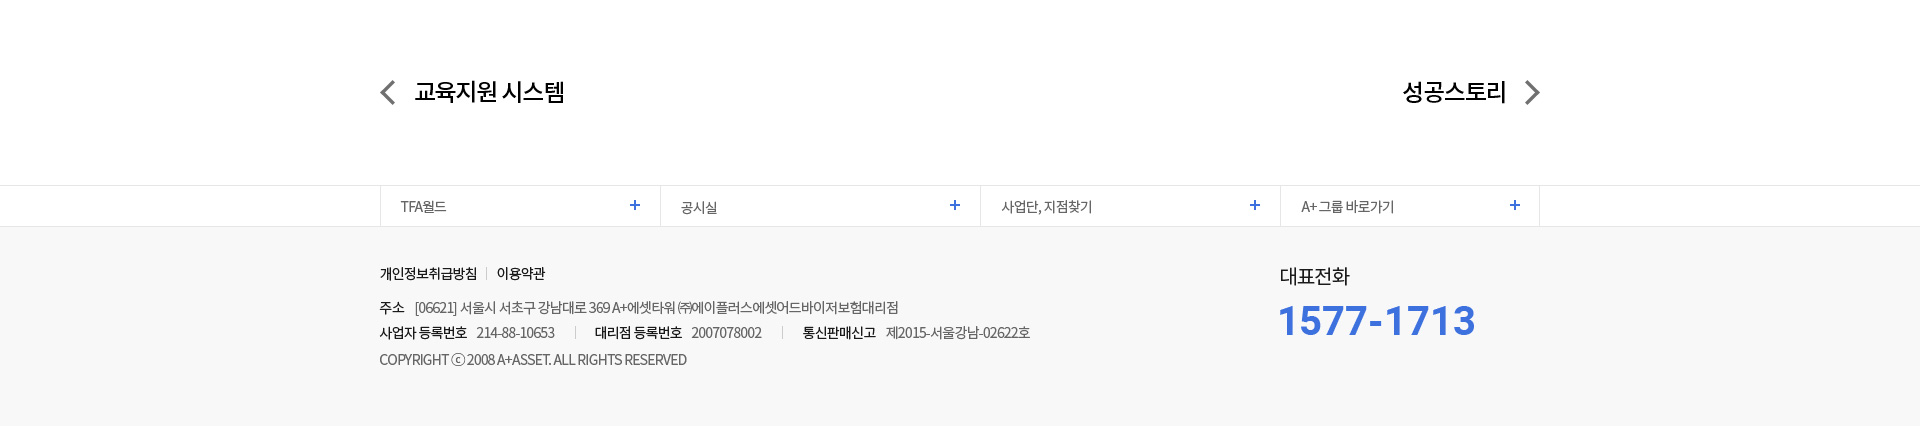 교육지원 시스템
성공스토리
TFA월드
공시실
사업단, 지점찾기
A+그룹 바로가기
개인정보취급방침 이용약관
주소 [06621] 서울시 서초구 강남대로 369 A+에셋타워 ㈜에이플러스에셋어드바이저보험대리점
사업자 등록번호 214-88-10653 대리점 등록번호 2007078002 통신판매신고 제2015-서울강남-02622호
COPYRIGHT ⓒ 2008 A+ASSET. ALL RIGHTS RESERVED
대표전화
1577-1713